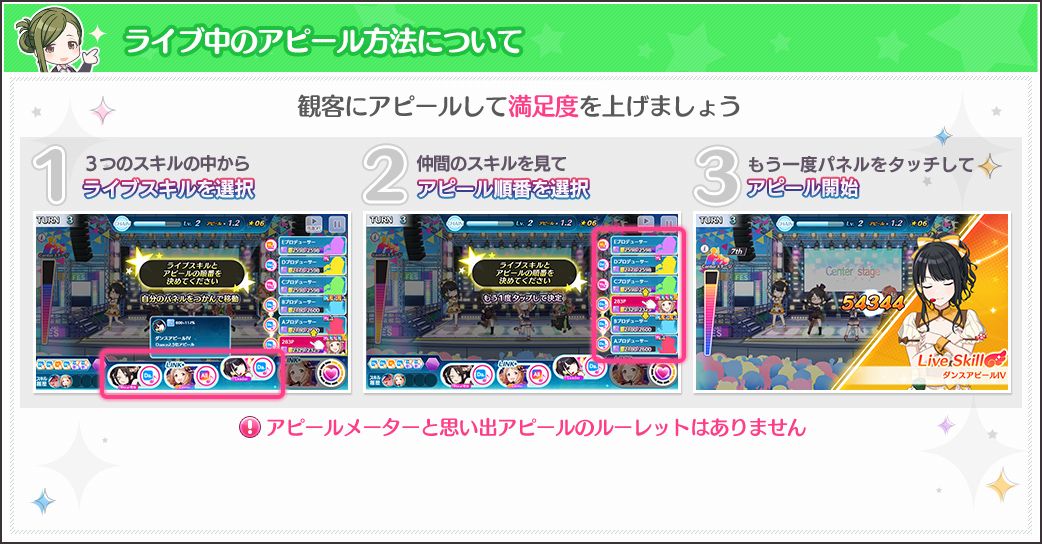 ライブ中のアピール方法について
観客にアピールして満足度を上げましょう
1
3つのスキルの中から
ライブスキルを選択
2
仲間のスキルを見て
アピール順番を選択
3
もう一度パネルをタッチして
アピール開始
TURN 3
Lv. 2 アピール×1.2 ★06
ライブスキルと
アピールの順番を
決めてください
自分のパネルをつかんで移動
Eプロデューサー
Dプロデューサー
Cプロデューサー
Bプロデューサー
Aプロデューサー
283P
ダンスアピールIV
LINK
TURN 3
Lv. 2 アピール×1.2 ★06
ライブスキルと
アピールの順番を
決めてください
もう1度タップして決定
Eプロデューサー
Dプロデューサー
Cプロデューサー
283P
Bプロデューサー
Aプロデューサー
LINK
TURN 3
Lv. 2 アピール×1.2 ★06
7th
Center stage
54344
Live Skill
ダンスアピールIV
アピールメーターと思い出アピールのルーレットはありません